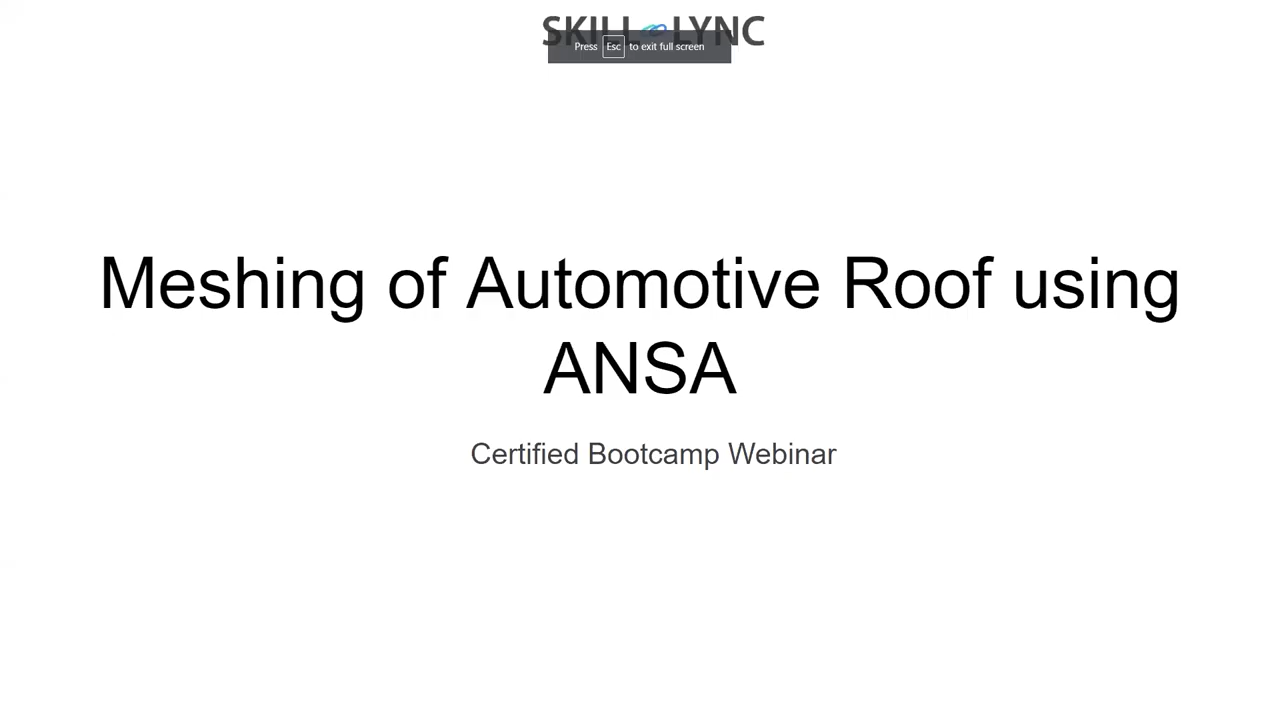 SKILL LYNC
Press Esc to exit full screen
Meshing of Automotive Roof using
ANSA
Certified Bootcamp Webinar